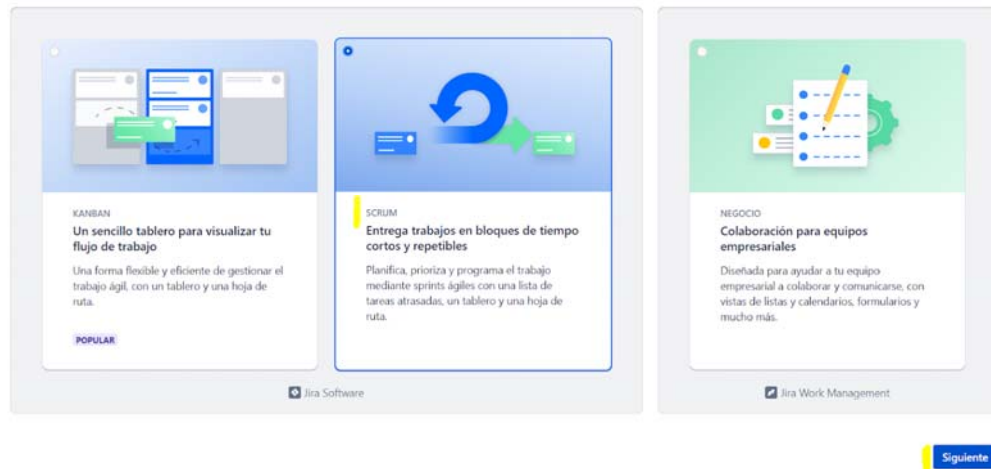 KANBAN
Un sencillo tablero para visualizar tu
flujo de trabajo
Una forma flexible y eficiente de gestionar el
trabajo ágil, con un tablero y una hoja de
ruta.
POPULAR
SCRUM
Entrega trabajos en bloques de tiempo
cortos y repetibles
Planifica, prioriza y programa el trabajo
mediante sprints ágiles con una lista de
tareas atrasadas, un tablero y una hoja de
ruta.
Jira Software
NEGOCIO
Colaboración para equipos
empresariales
Diseñada para ayudar a tu equipo
empresarial a colaborar y comunicarse, con
vistas de listas y calendarios, formularios y
mucho más.
Jira Work Management
Siguiente